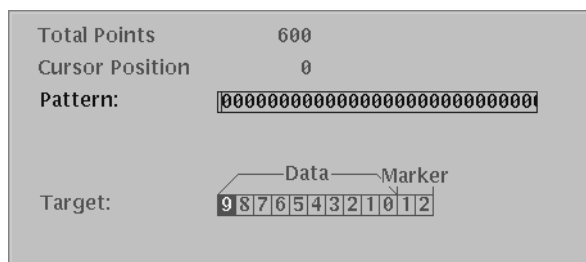 Total Points 600
Cursor Position 0
Pattern: 00000000000000000000000000000000000
Data Marker
Target: 9 8 7 6 5 4 3 2 1 0 1 2